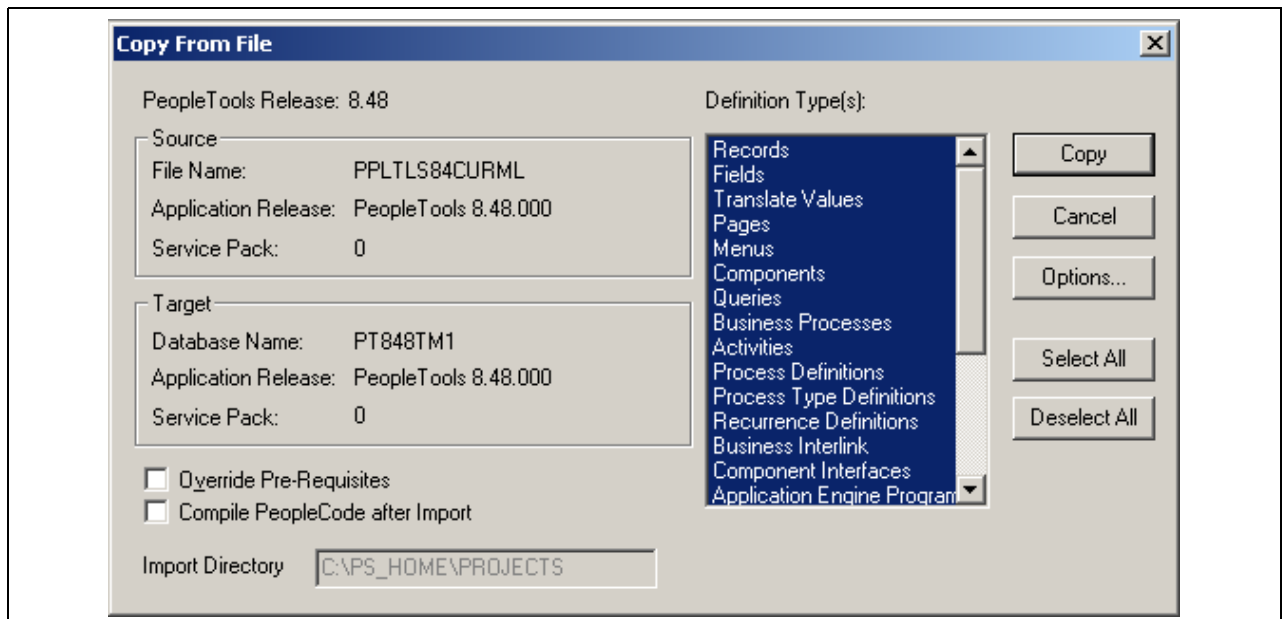 Copy From File
PeopleTools Release: 8.48
Source
File Name: PPLTLS84CURML
Application Release: PeopleTools 8.48.000
Service Pack: 0
Target
Database Name: PT848TM1
Application Release: PeopleTools 8.48.000
Service Pack: 0
Override Pre-Requisites
Compile PeopleCode after Import
Import Directory C:\PS_HOME\PROJECTS
Definition Type(s):
Records
Fields
Translate Values
Pages
Menus
Components
Queries
Business Processes
Activities
Process Definitions
Process Type Definitions
Recurrence Definitions
Business Interlink
Component Interfaces
Application Engine Program
Copy
Cancel
Options...
Select All
Deselect All